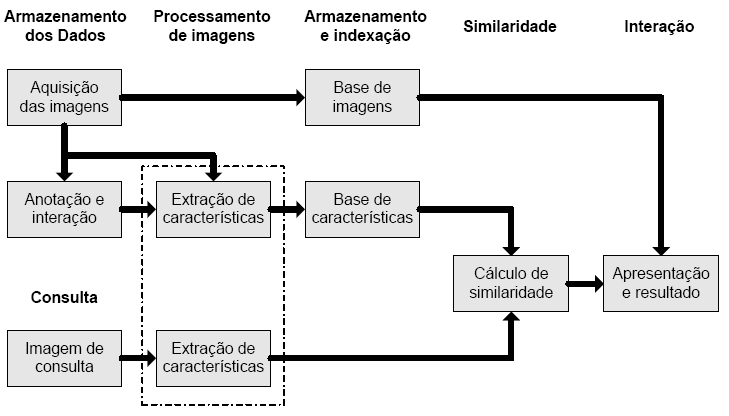 Armazenamento
dos Dados
Processamento
de imagens
Armazenamento
e indexação
Similaridade
Interação
Aquisição
das imagens
Base de
imagens
Anotação e
interação
Extração de
características
Base de
características
Cálculo de
similaridade
Apresentação
e resultado
Consulta
Imagem de
consulta
Extração de
características